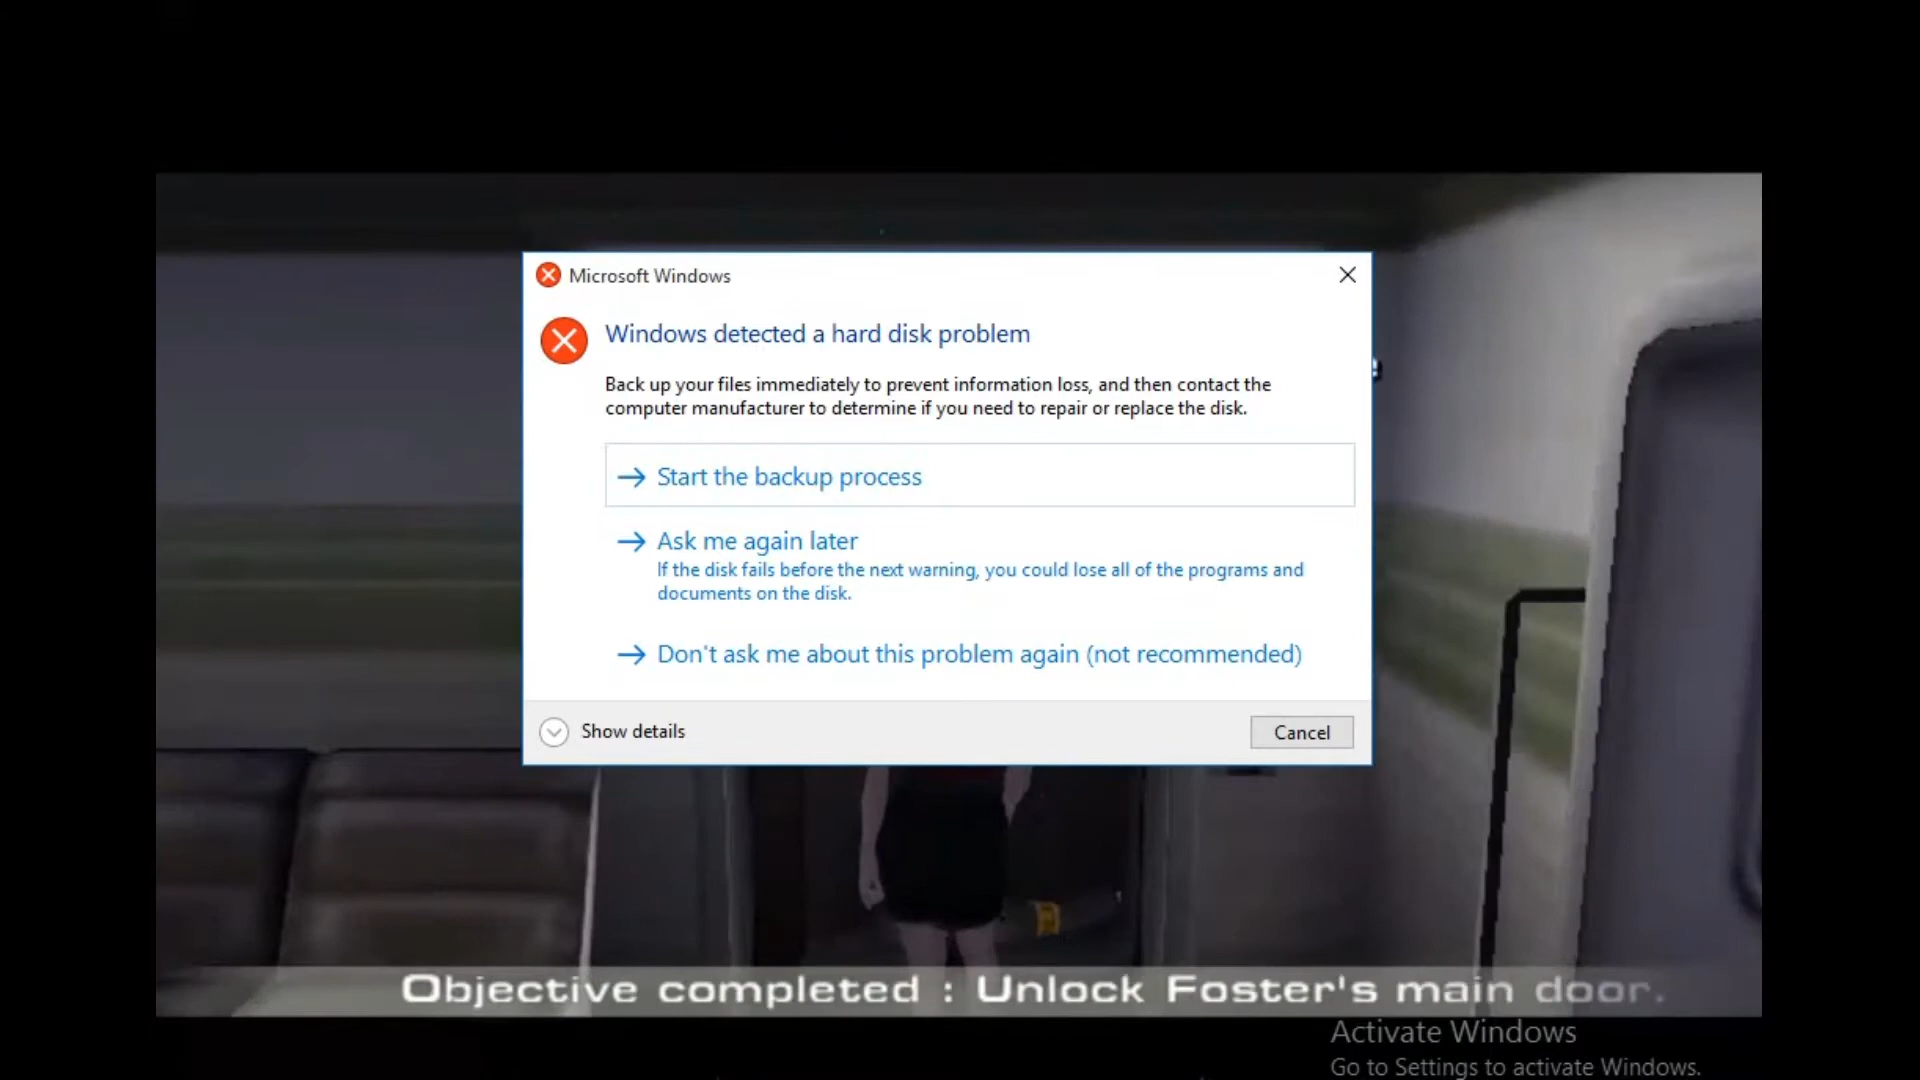 Microsoft Windows
Windows detected a hard disk problem
Back up your files immediately to prevent information loss, and then contact the
computer manufacturer to determine if you need to repair or replace the disk.
Start the backup process
Ask me again later
If the disk fails before the next warning, you could lose all of the programs and
documents on the disk.
Don't ask me about this problem again (not recommended)
Show details
Cancel
Objective completed : Unlock Foster's main door.
Activate Windows
Go to Settings to activate Windows.